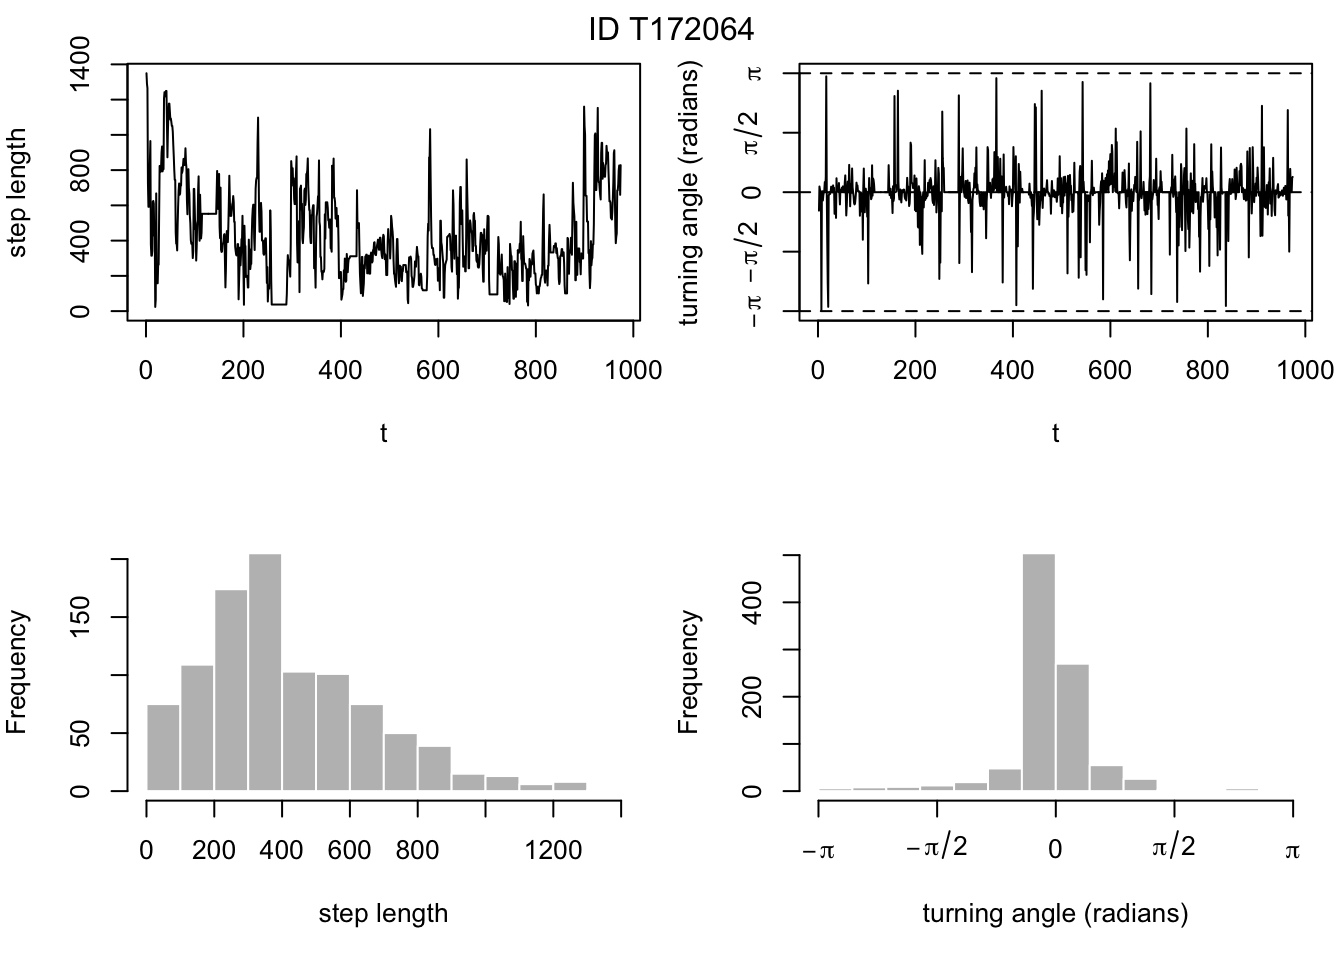 ID T172064
step length
0 400 800 1400
0 200 400 600 800 1000
t
turning angle (radians)
−π −π/2 0 π/2 π
0 200 400 600 800 1000
t
Frequency
0 50 150
0 200 400 600 800 1200
step length
Frequency
0 200 400
−π −π/2 0 π/2 π
turning angle (radians)